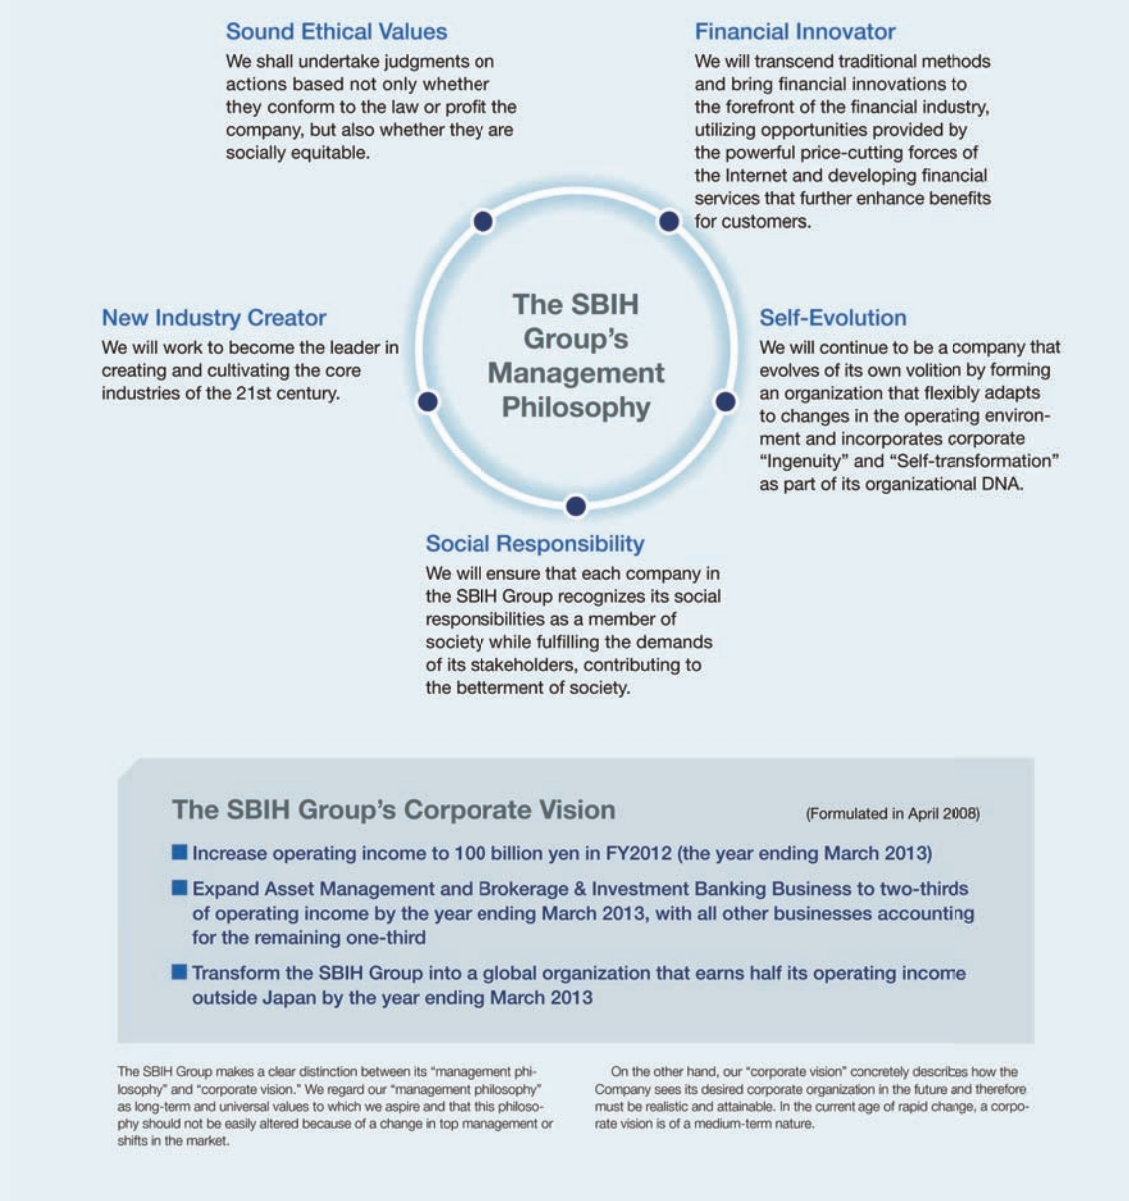 Sound Ethical Values
We shall undertake judgments on
actions based not only whether
they conform to the law or profit the
company, but also whether they are
socially equitable.
Financial Innovator
We will transcend traditional methods
and bring financial innovations to
the forefront of the financial industry,
utilizing opportunities provided by
the powerful price-cutting forces of
the Internet and developing financial
services that further enhance benefits
for customers.
New Industry Creator
We will work to become the leader in
creating and cultivating the core
industries of the 21st century.
The SBIH
Group's
Management
Philosophy
Self-Evolution
We will continue to be a company that
evolves of its own volition by forming
an organization that flexibly adapts
to changes in the operating environ-
ment and incorporates corporate
“Ingenuity” and “Self-transformation”
as part of its organizational DNA.
Social Responsibility
We will ensure that each company in
the SBIH Group recognizes its social
responsibilities as a member of
society while fulfilling the demands
of its stakeholders, contributing to
the betterment of society.
The SBIH Group's Corporate Vision
(Formulated in April 2008)
■ Increase operating income to 100 billion yen in FY2012 (the year ending March 2013)
■ Expand Asset Management and Brokerage & Investment Banking Business to two-thirds
of operating income by the year ending March 2013, with all other businesses accounting
for the remaining one-third
■ Transform the SBIH Group into a global organization that earns half its operating income
outside Japan by the year ending March 2013
The SBIH Group makes a clear distinction between its “management phi-
losophy” and “corporate vision.” We regard our “management philosophy”
as long-term and universal values to which we aspire and that this philoso-
phy should not be easily altered because of a change in top management or
shifts in the market.
On the other hand, our “corporate vision” concretely describes how the
Company sees its desired corporate organization in the future and therefore
must be realistic and attainable. In the current age of rapid change, a corpo-
rate vision is of a medium-term nature.